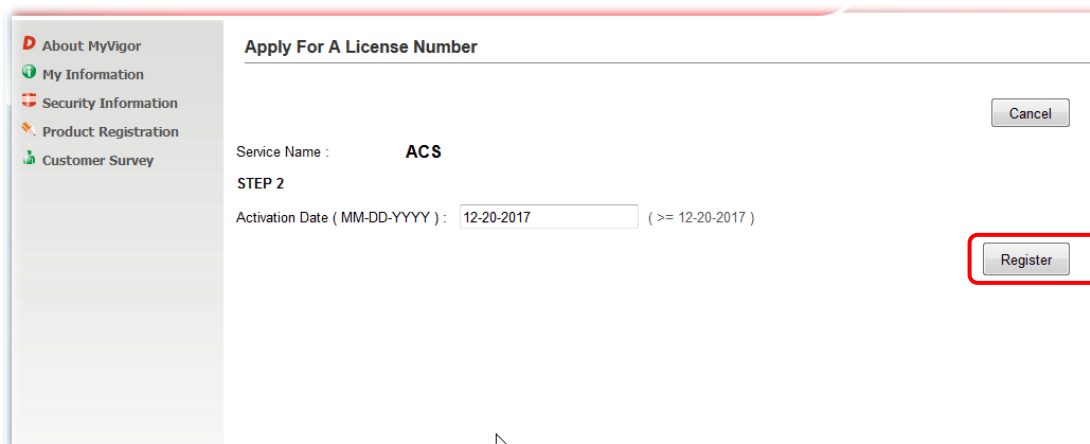 About MyVigor
My Information
Security Information
Product Registration
Customer Survey
Apply For A License Number
Cancel
Service Name : ACS
STEP 2
Activation Date ( MM-DD-YYYY ) : 12-20-2017 ( >= 12-20-2017 )
Register